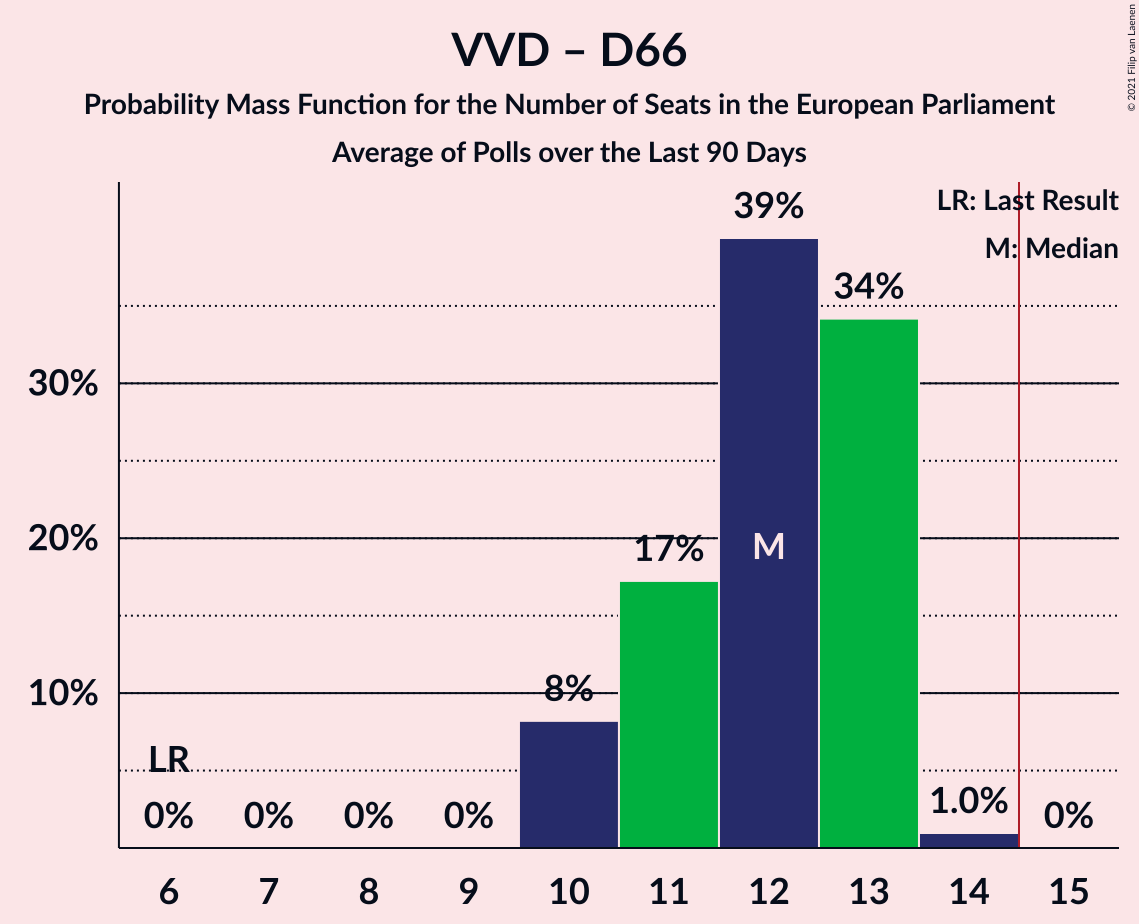 VVD – D66
Probability Mass Function for the Number of Seats in the European Parliament
Average of Polls over the Last 90 Days
© 2021 Filip van Laenen
LR: Last Result
M: Median
39%
34%
30%
20%
17%
M
10%
8%
LR
0%
0%
0%
0%
1.0%
0%
6 7 8 9 10 11 12 13 14 15